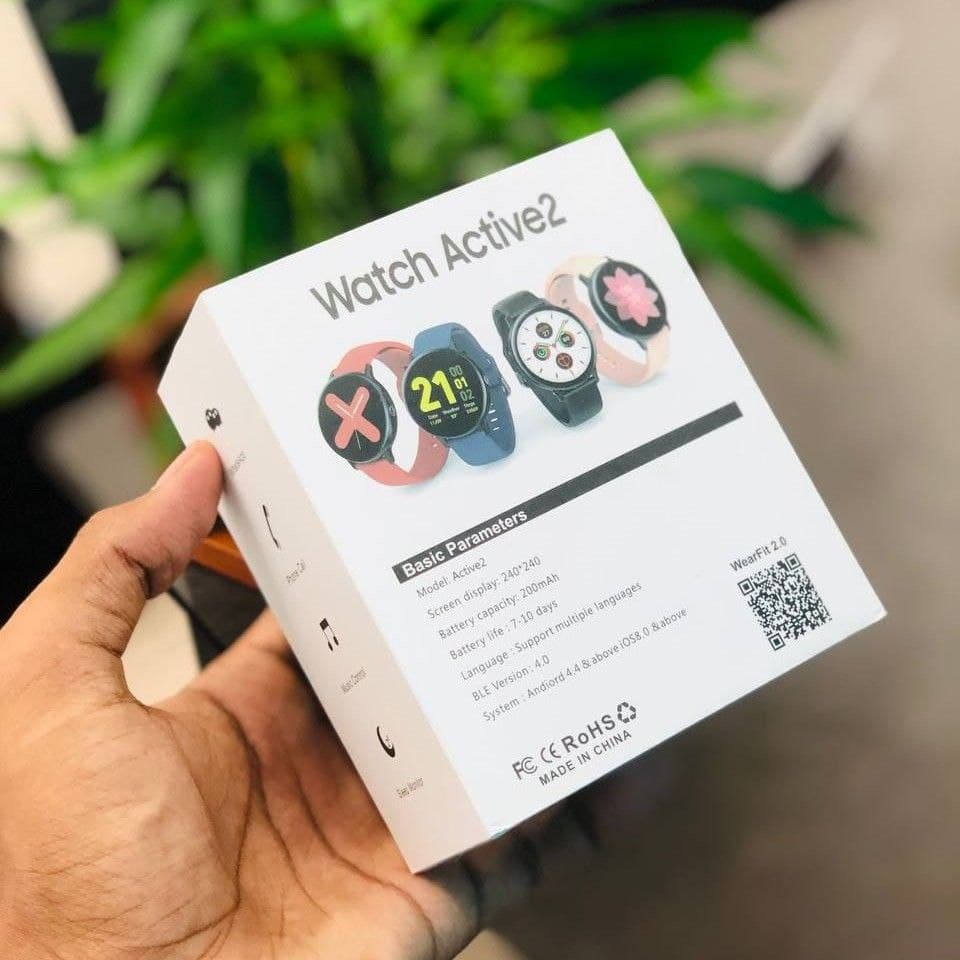 Watch Active2
21
00
01
02
Basic Parameters
Model: Active2
Screen display: 240*240
Battery capacity: 200mAh
Battery life : 7-10 days
Language : Support multiple languages
BLE Version: 4.0
System : Andiord 4.4 &above iOS8.0 &above
WearFit 2.0
FC CE RoHS
MADE IN CHINA
Phone Call
Music Control
Sleep Monitor